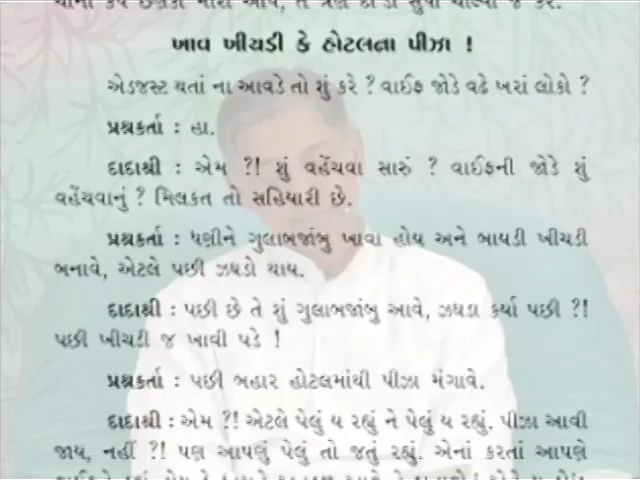 ખાવ ખીચડી કે હોટલના પીઝા !
એડજસ્ટ થતાં ના આવડે તો શું કરે ? વાઈફ જોડે વઢે ખરાં લોકો ?
પ્રશ્નકર્તા : હા.
દાદાશ્રી : એમ ?! શું વહેંચવા સારું ? વાઈફની જોડે શું
વહેંચવાનું ? મિલકત તો સહિયારી છે.
પ્રશ્નકર્તા : ધણીને ગુલાબજાંબુ ખાવા હોય અને બાયડી ખીચડી
બનાવે, એટલે પછી ઝઘડો થાય.
દાદાશ્રી : પછી છે તે શું ગુલાબજાંબુ આવે, ઝઘડા કર્યા પછી ?!
પછી ખીચડી જ ખાવી પડે !
પ્રશ્નકર્તા : પછી બહાર હોટલમાંથી પીઝા મંગાવે.
દાદાશ્રી : એમ ?! એટલે પેલું ય રહ્યું ને પેલું ય રહ્યું. પીઝા આવી
જાય, નહીં ?! પણ આપણું પેલું તો જતું રહ્યું. એનાં કરતાં આપણે